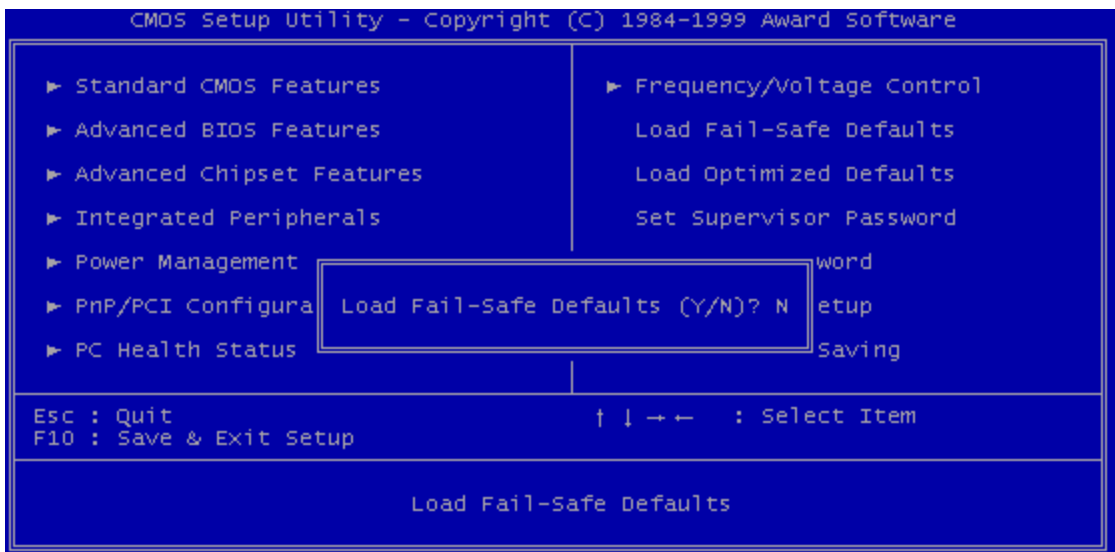 CMOS Setup Utility - Copyright (C) 1984-1999 Award Software
► Standard CMOS Features
► Advanced BIOS Features
► Advanced Chipset Features
► Integrated Peripherals
► Power Management
► PnP/PCI Configura
► PC Health Status
► Frequency/Voltage Control
Load Fail-Safe Defaults
Load Optimized Defaults
Set Supervisor Password
word
etup
Saving
Load Fail-Safe Defaults (Y/N)? N
Esc : Quit
F10 : Save & Exit Setup
↑ ↓ → ← : Select Item
Load Fail-Safe Defaults